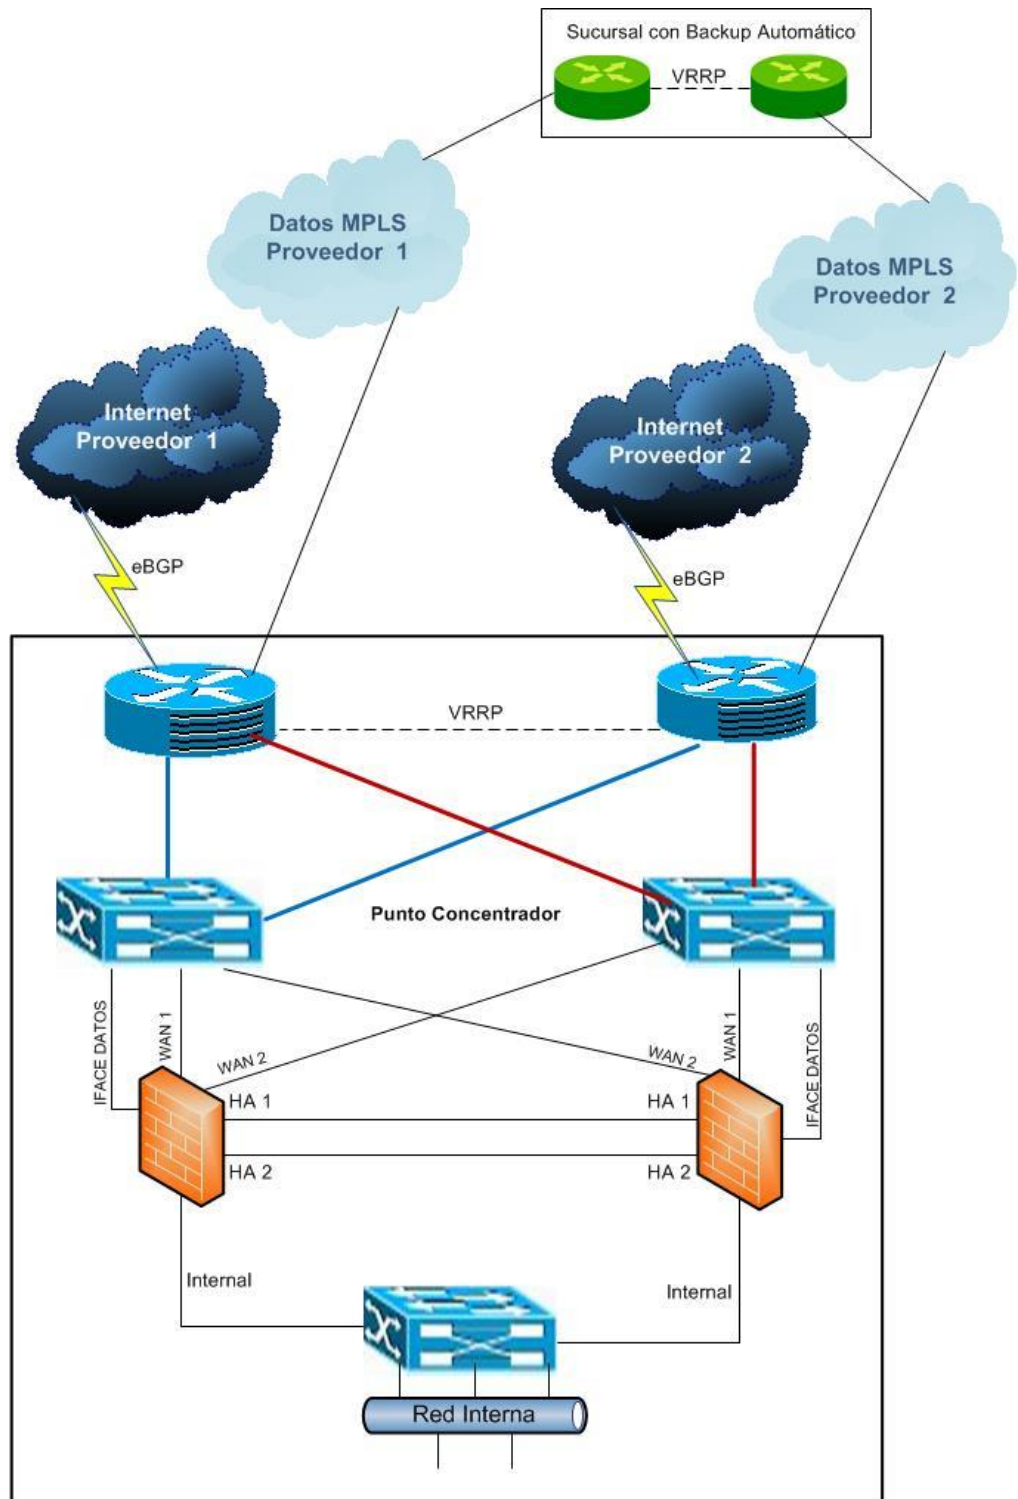 Sucursal con Backup Automático
VRRP
Datos MPLS
Proveedor 1
Datos MPLS
Proveedor 2
Internet
Proveedor 1
Internet
Proveedor 2
eBGP
eBGP
VRRP
Punto Concentrador
IFACE DATOS
WAN 1
WAN 2
WAN 2
WAN 1
IFACE DATOS
HA 1
HA 1
HA 2
HA 2
Internal
Internal
Red Interna